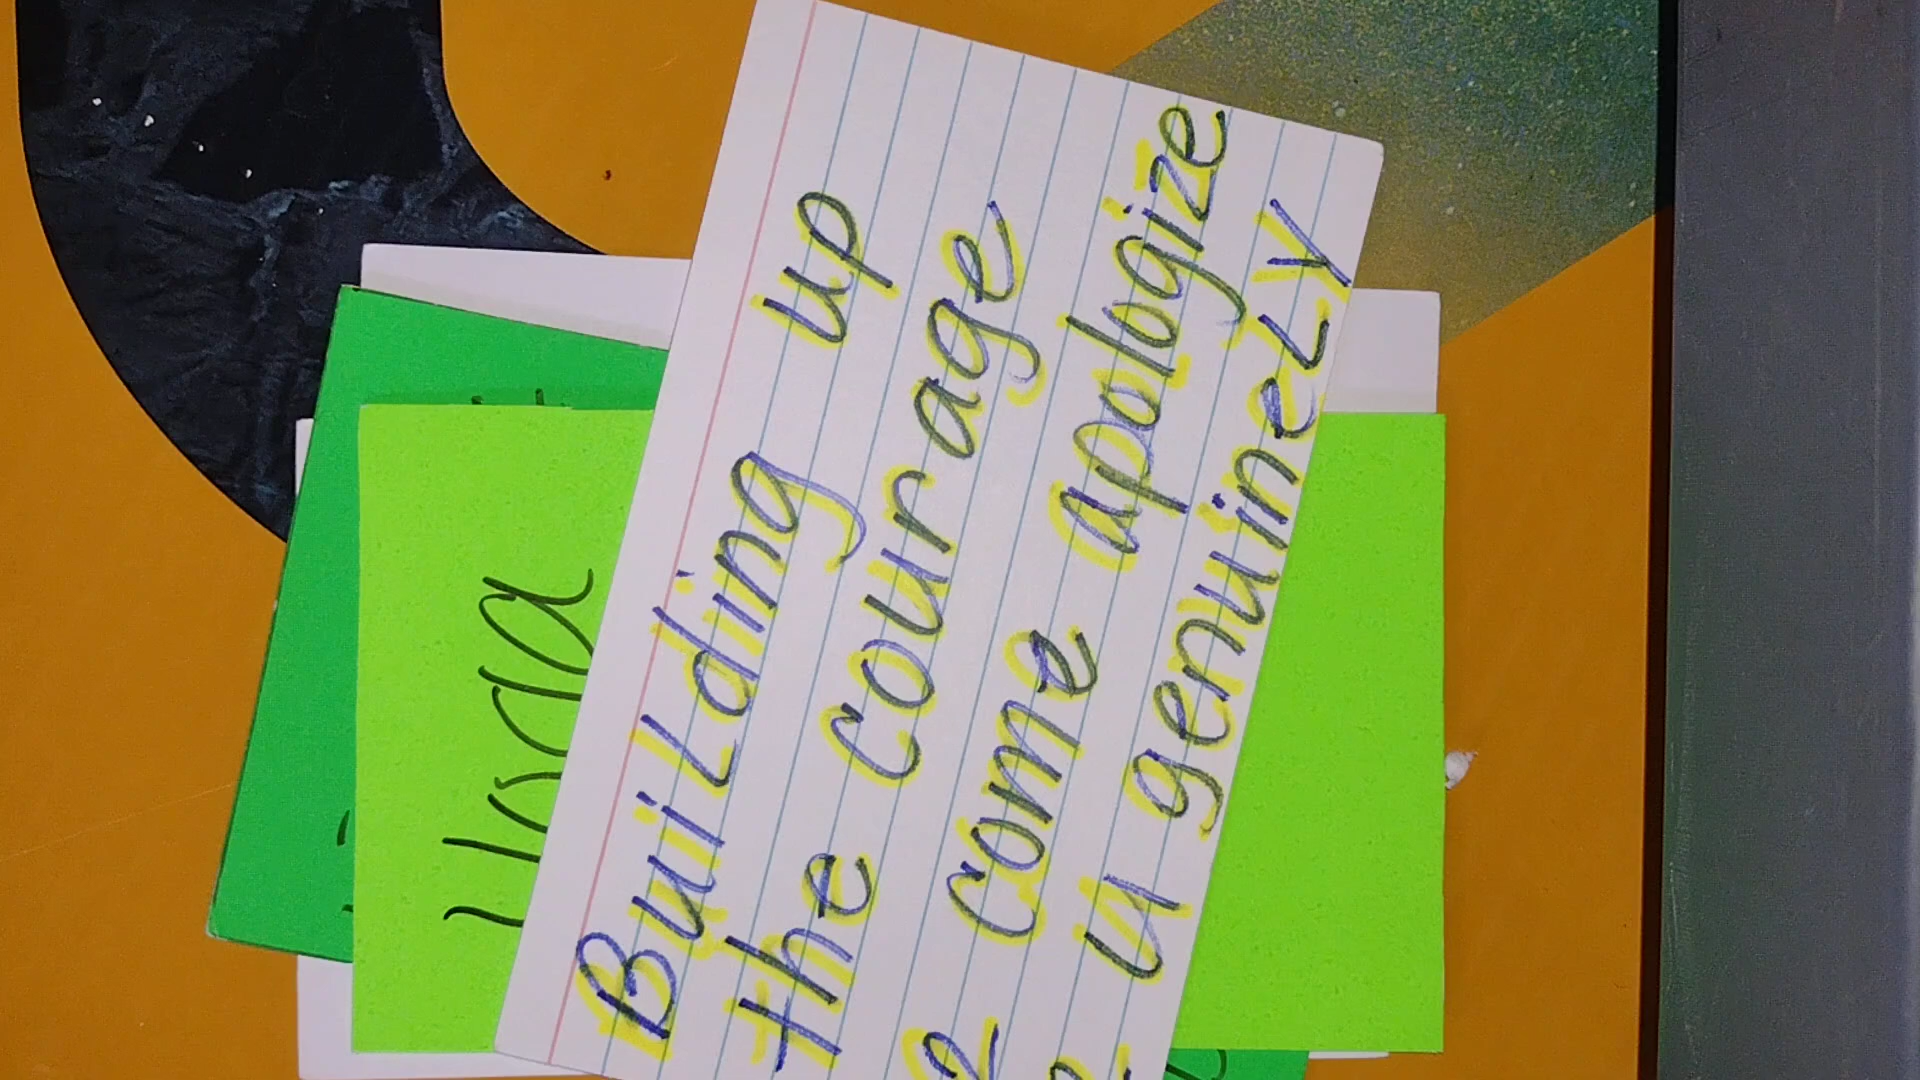 Building up
the courage
come apologize
u genuinely